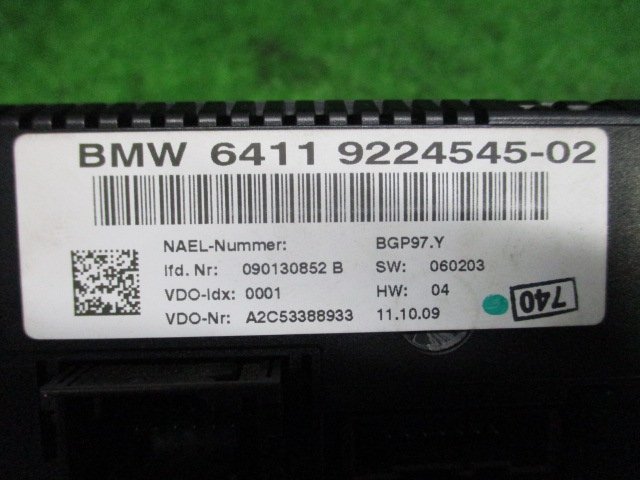 BMW 6411 9224545-02
NAEL-Nummer: BGP97.Y
lfd. Nr: 090130852 B SW: 060203
VDO-Idx: 0001 HW: 04
VDO-Nr: A2C53388933 11.10.09
740